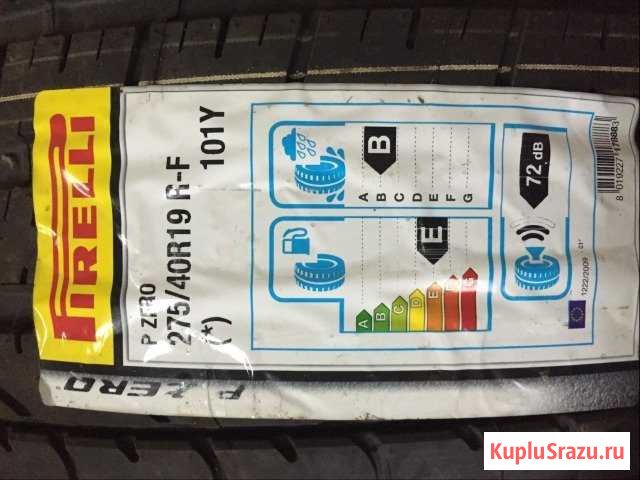 PIRELLI
P ZERO
275/40R19 R-F
(*) 101Y
B
A
B
C
D
E
F
G
E
A
B
C
D
E
F
G
72 dB
1222/2009
8 019227 178883
P ZERO
KupluSrazu.ru